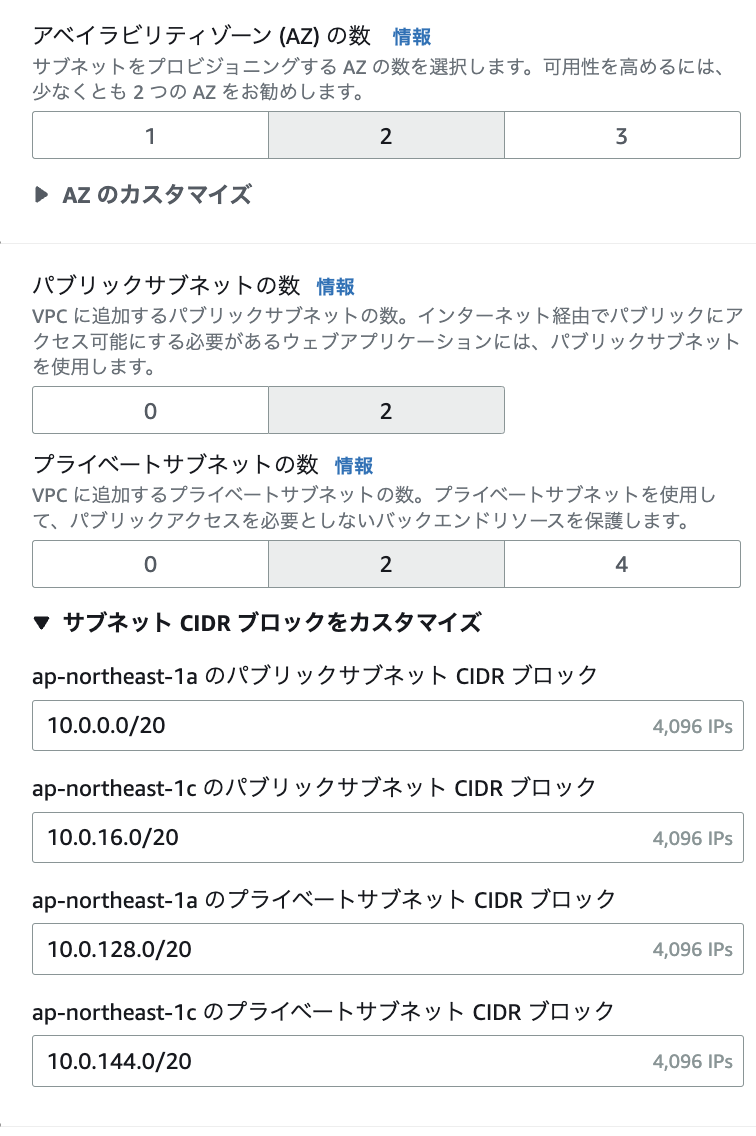 アベイラビリティゾーン (AZ) の数 情報
サブネットをプロビジョニングする AZ の数を選択します。可用性を高めるには、
少なくとも 2 つの AZ をお勧めします。
1 2 3
▶ AZ のカスタマイズ
パブリックサブネットの数 情報
VPC に追加するパブリックサブネットの数。インターネット経由でパブリックにア
クセス可能にする必要があるウェブアプリケーションには、パブリックサブネット
を使用します。
0 2
プライベートサブネットの数 情報
VPC に追加するプライベートサブネットの数。プライベートサブネットを使用し
て、パブリックアクセスを必要としないバックエンドリソースを保護します。
0 2 4
▼ サブネット CIDR ブロックをカスタマイズ
ap-northeast-1a のパブリックサブネット CIDR ブロック
10.0.0.0/20 4,096 IPs
ap-northeast-1c のパブリックサブネット CIDR ブロック
10.0.16.0/20 4,096 IPs
ap-northeast-1a のプライベートサブネット CIDR ブロック
10.0.128.0/20 4,096 IPs
ap-northeast-1c のプライベートサブネット CIDR ブロック
10.0.144.0/20 4,096 IPs